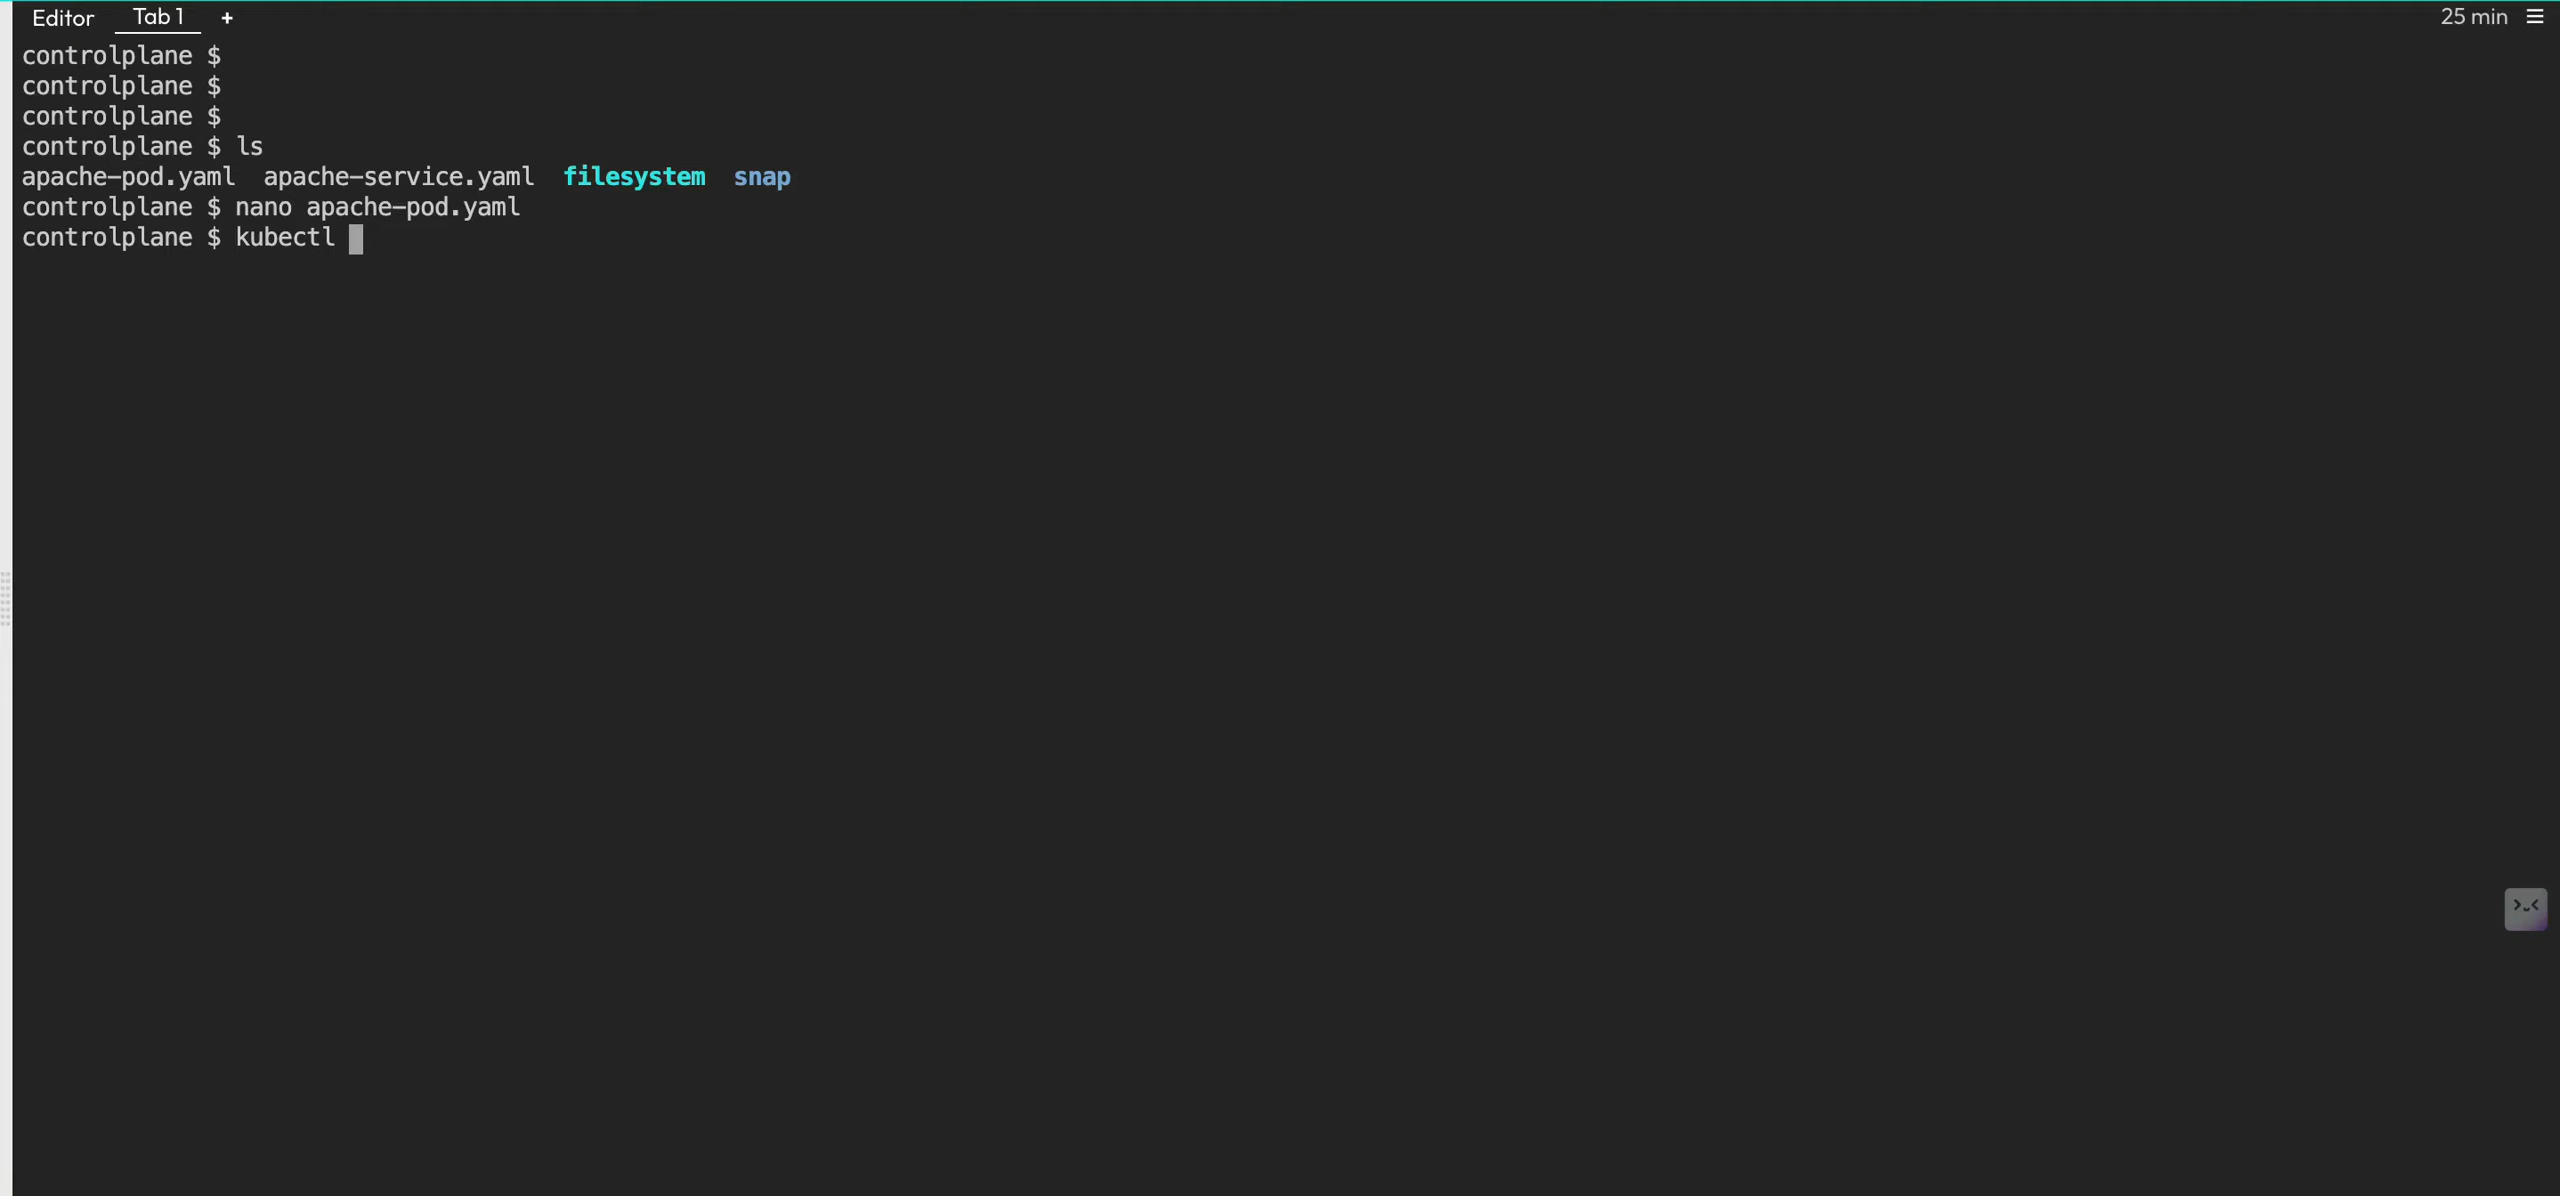 Editor Tab 1 + 25 min
controlplane $
controlplane $
controlplane $
controlplane $ ls
apache-pod.yaml  apache-service.yaml  filesystem  snap
controlplane $ nano apache-pod.yaml
controlplane $ kubectl